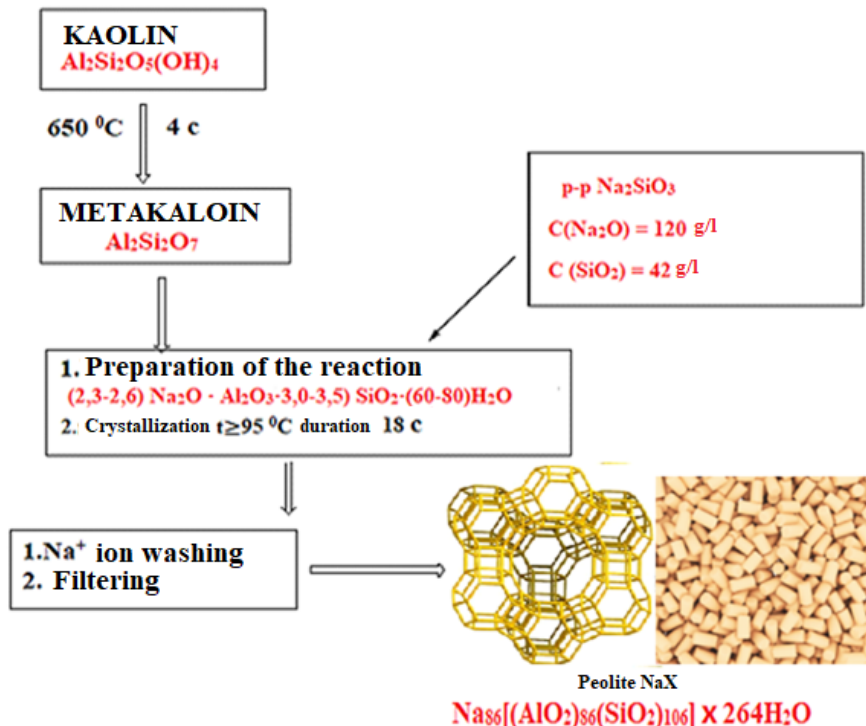 KAOLIN
Al₂Si₂O₅(OH)₄
650 ⁰C 4 c
METAKALOIN
Al₂Si₂O₇
p-p Na₂SiO₃
C(Na₂O) = 120 g/l
C (SiO₂) = 42 g/l
1. Preparation of the reaction
(2,3-2,6) Na₂O - Al₂O₃·3,0-3,5) SiO₂·(60-80)H₂O
2. Crystallization t≥95 ⁰C duration 18 c
1.Na⁺ ion washing
2. Filtering
Peolite NaX
Na₈₆[(AlO₂)₈₆(SiO₂)₁₀₆] x 264H₂O